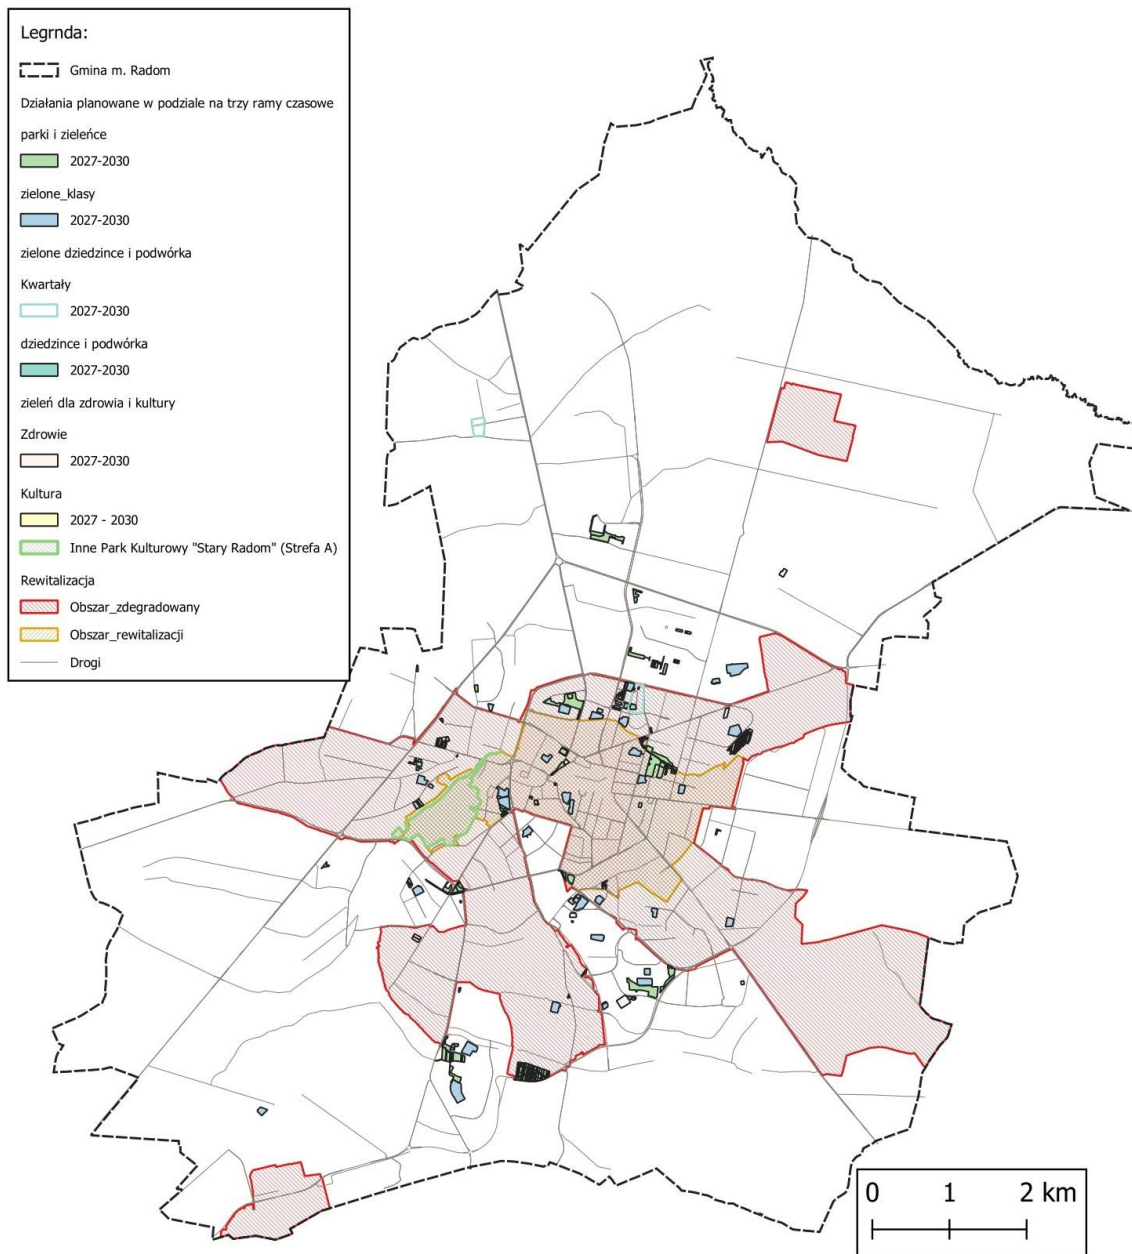 Legrnda:
Gmina m. Radom
Działania planowane w podziale na trzy ramy czasowe
parki i zieleńce
2027-2030
zielone_klasy
2027-2030
zielone dziedzince i podwórka
Kwartały
2027-2030
dziedzince i podwórka
2027-2030
zieleń dla zdrowia i kultury
Zdrowie
2027-2030
Kultura
2027 - 2030
Inne Park Kulturowy "Stary Radom" (Strefa A)
Rewitalizacja
Obszar_zdegradowany
Obszar_rewitalizacji
Drogi
0 1 2 km